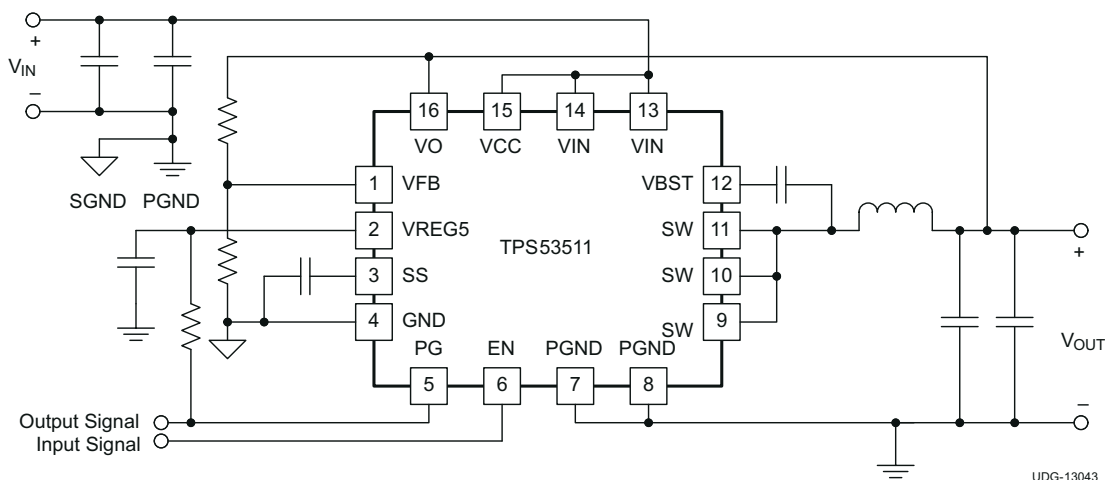 +
VIN
–
SGND PGND
16 15 14 13
VO VCC VIN VIN
1 VFB
2 VREG5
3 SS
4 GND
TPS53511
VBST 12
SW 11
SW 10
SW 9
PG EN PGND PGND
5 6 7 8
+
VOUT
–
Output Signal
Input Signal
UDG-13043